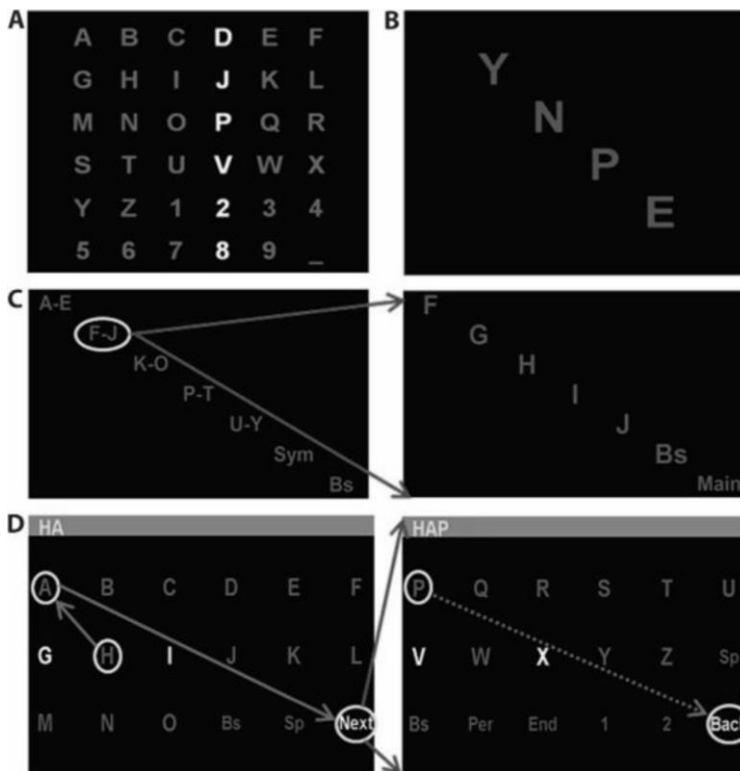 A
A B C D E F
G H I J K L
M N O P Q R
S T U V W X
Y Z 1 2 3 4
5 6 7 8 9 _
B
Y
N
P
E
C
A-E
F-J
K-O
P-T
U-Y
Sym
Bs
F
G
H
I
J
Bs
Main
D
HA
A B C D E F
G H I J K L
M N O Bs Sp Next
HAP
P Q R S T U
V W X Y Z Sp
Bs Per End 1 2 Back